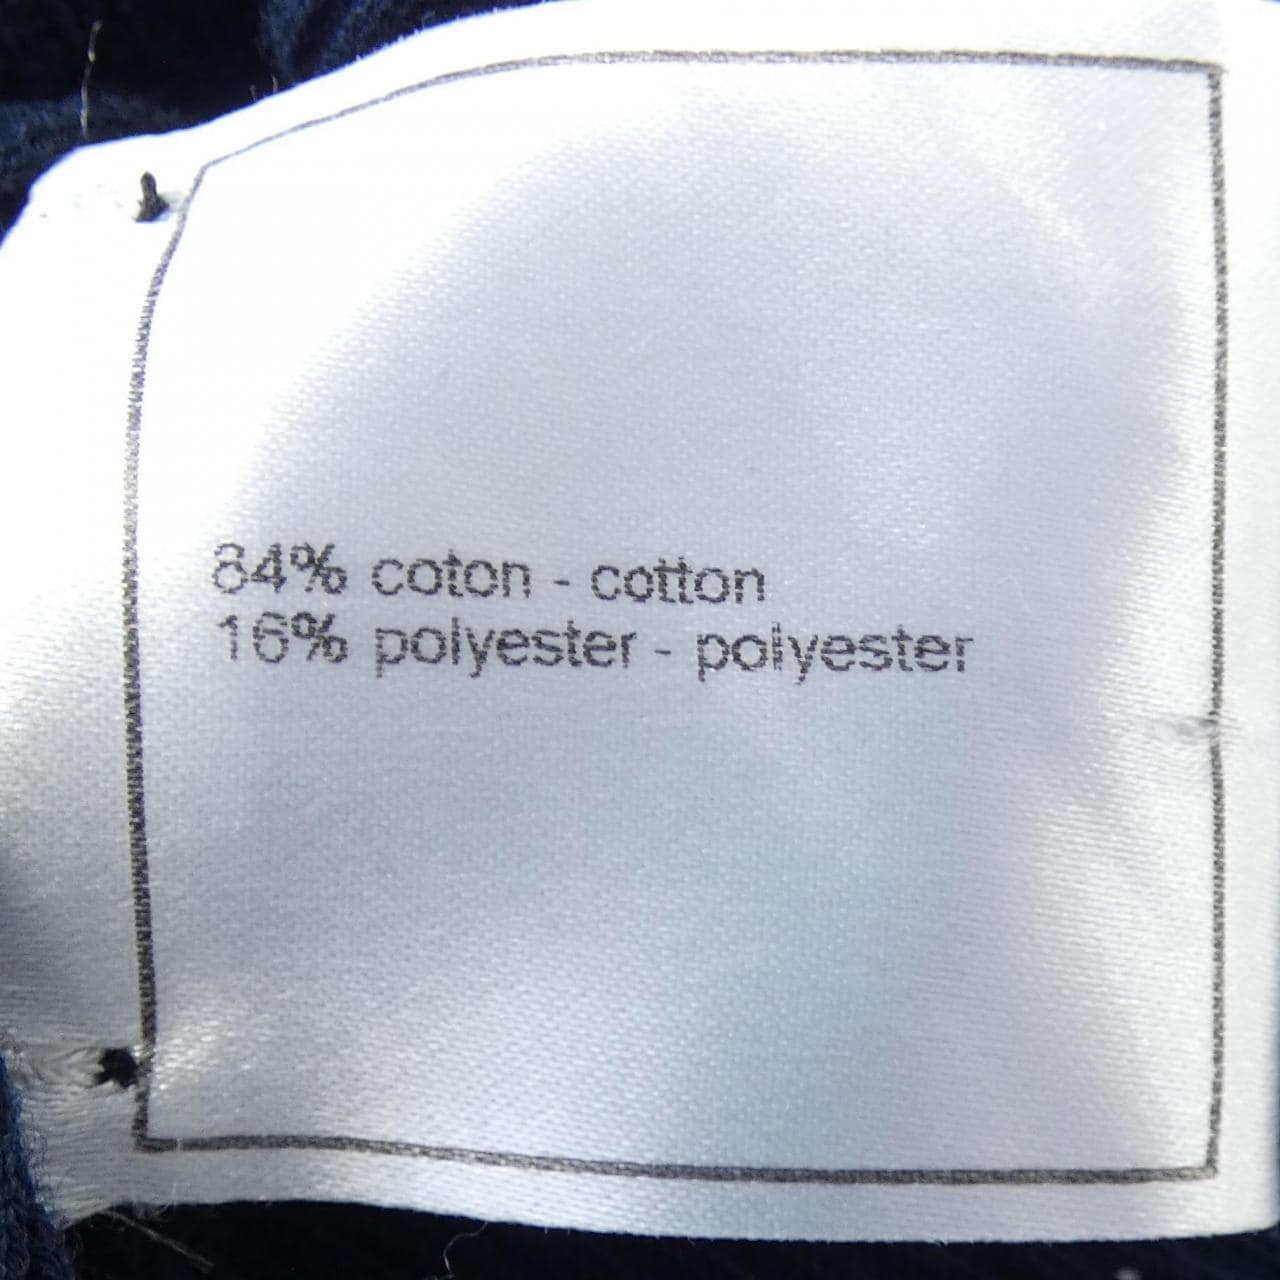 84% coton - cotton
16% polyester - polyester